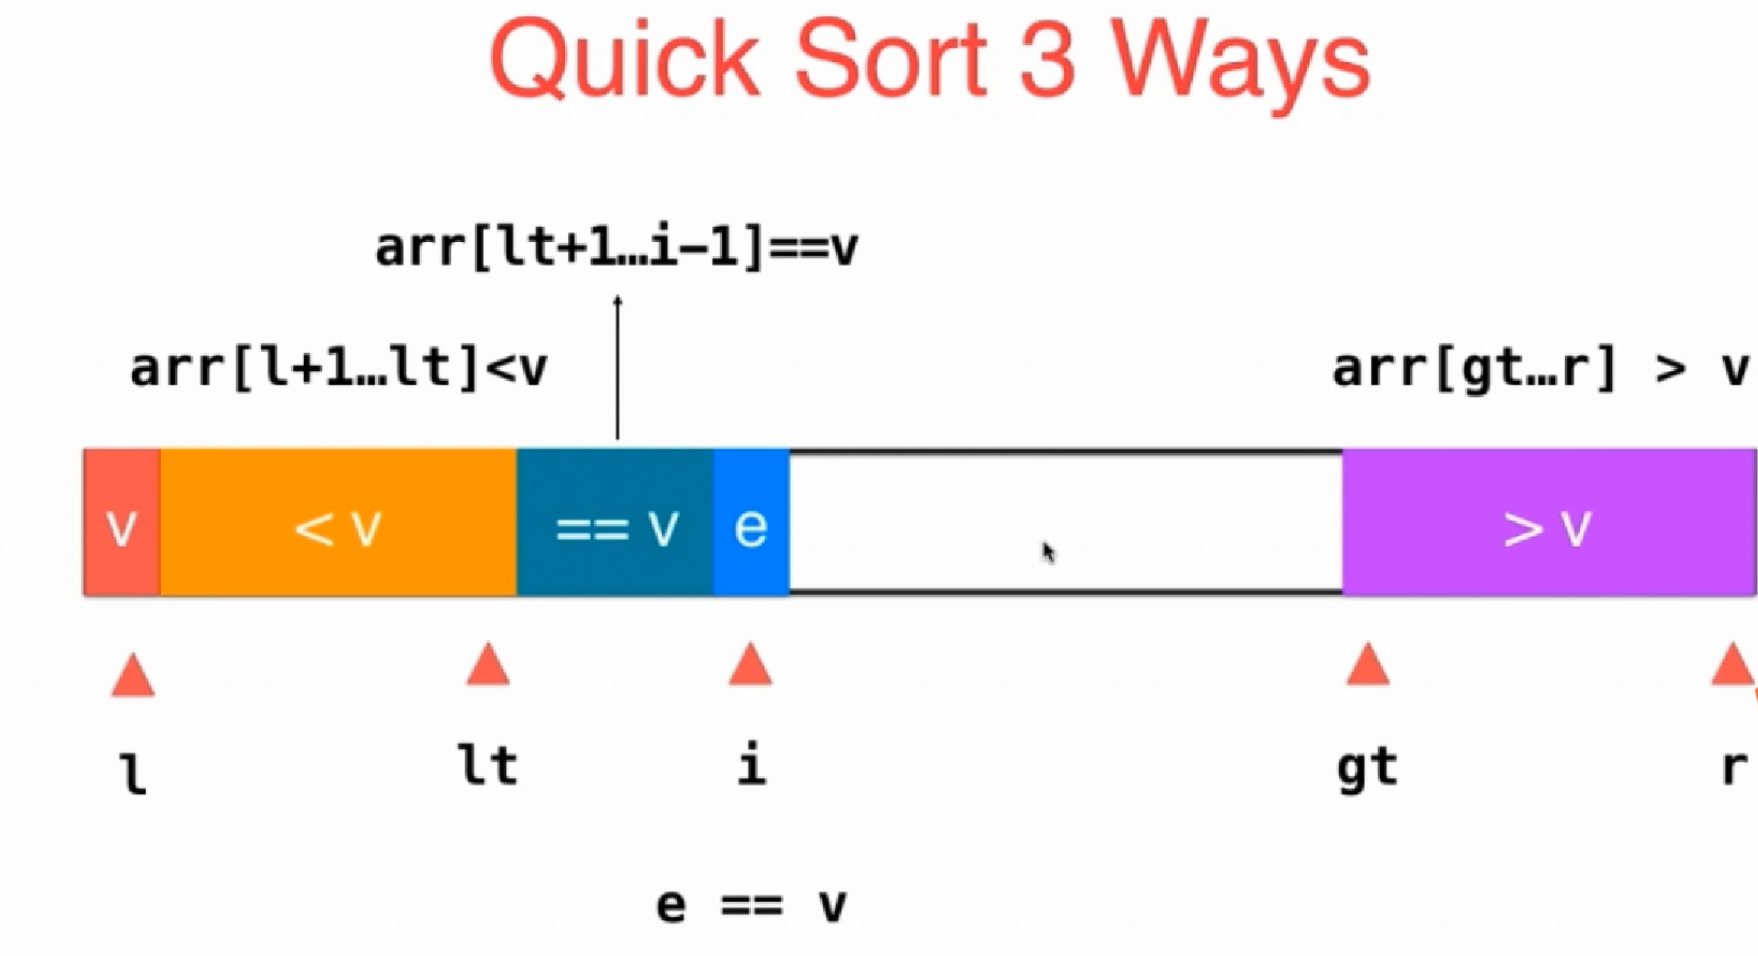 Quick Sort 3 Ways
arr[lt+1…i-1]==v
arr[l+1…lt]<v
arr[gt…r] > v
v
< v
== v
e
> v
l
lt
i
gt
r
e == v